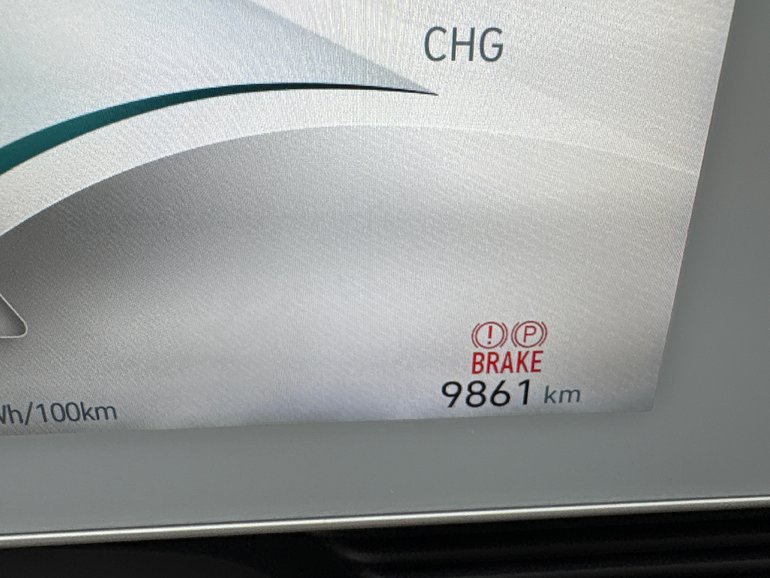 CHG
(!) (P)
BRAKE
9861 km
Wh/100km